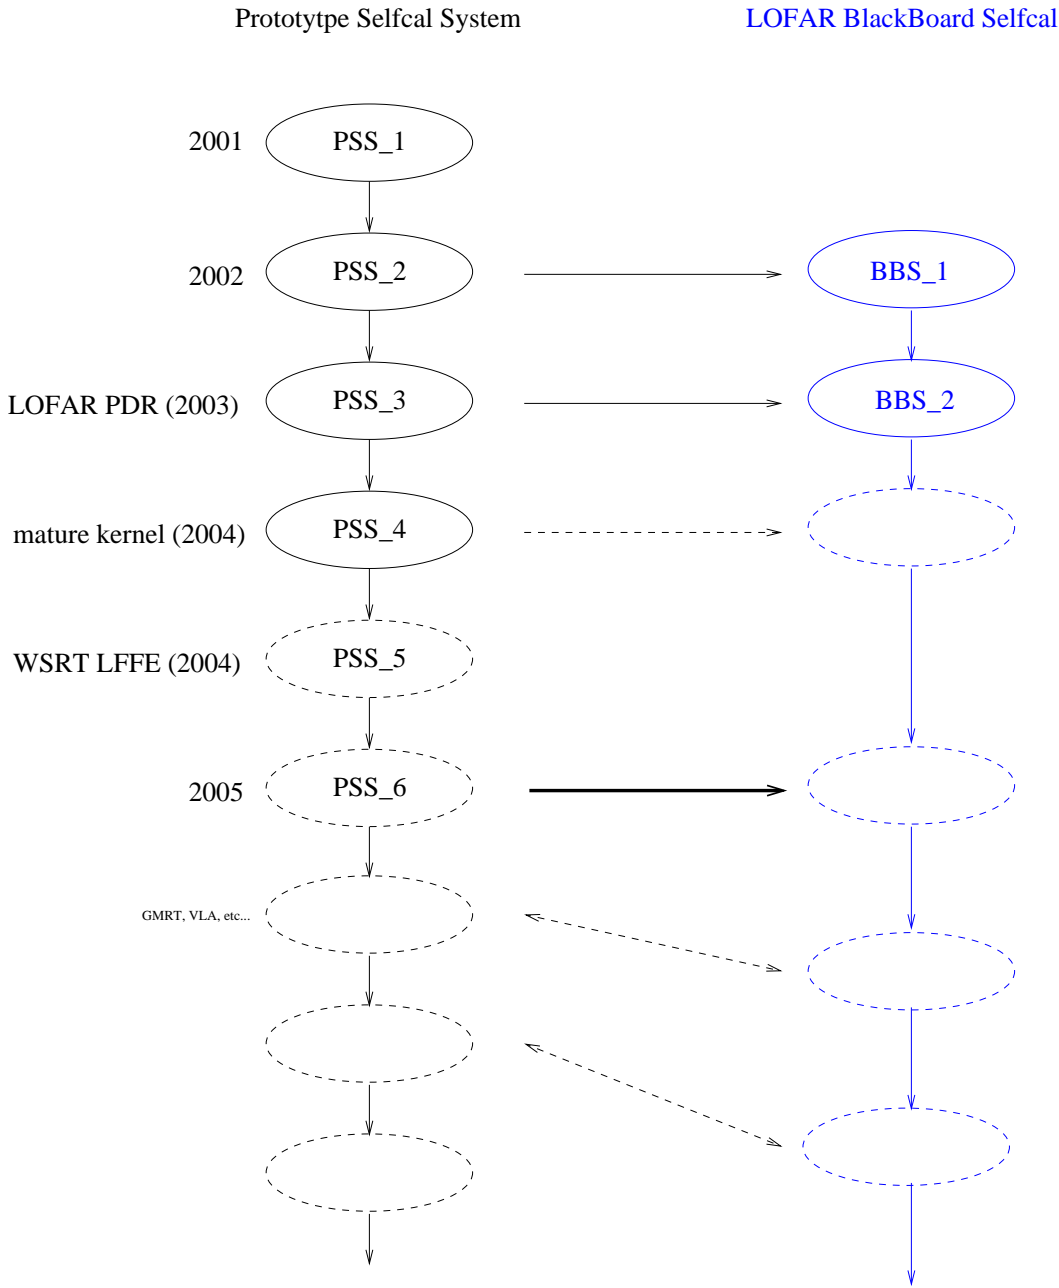 Prototytpe Selfcal System
LOFAR BlackBoard Selfcal
2001
PSS_1
2002
PSS_2
BBS_1
LOFAR PDR (2003)
PSS_3
BBS_2
mature kernel (2004)
PSS_4
WSRT LFFE (2004)
PSS_5
2005
PSS_6
GMRT, VLA, etc...